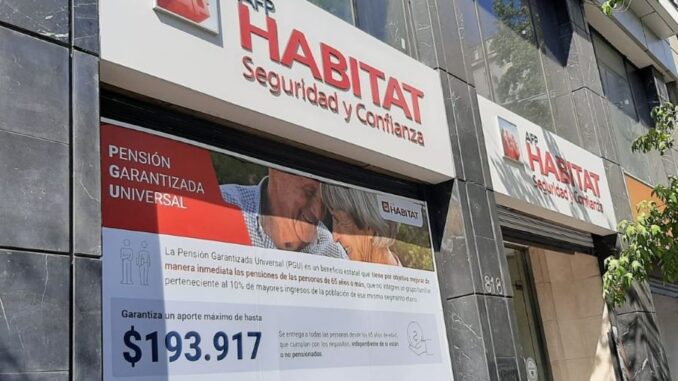 AFP
HABITAT
Seguridad y Confianza
AFP
HABITAT
Seguridad y Confianza
PENSIÓN
GARANTIZADA
UNIVERSAL
HABITAT
La Pensión Garantizada Universal (PGU) es un beneficio estatal que tiene por objetivo mejorar de
manera inmediata las pensiones de las personas de 65 años o más, que no integren un grupo familiar
perteneciente al 10% de mayores ingresos de la población de ese mismo segmento etario.
Garantiza un aporte máximo de hasta
$193.917
Se entrega a todas las personas desde los 65 años de edad,
que cumplan con los requisitos, independiente de si están
o no pensionados.
818